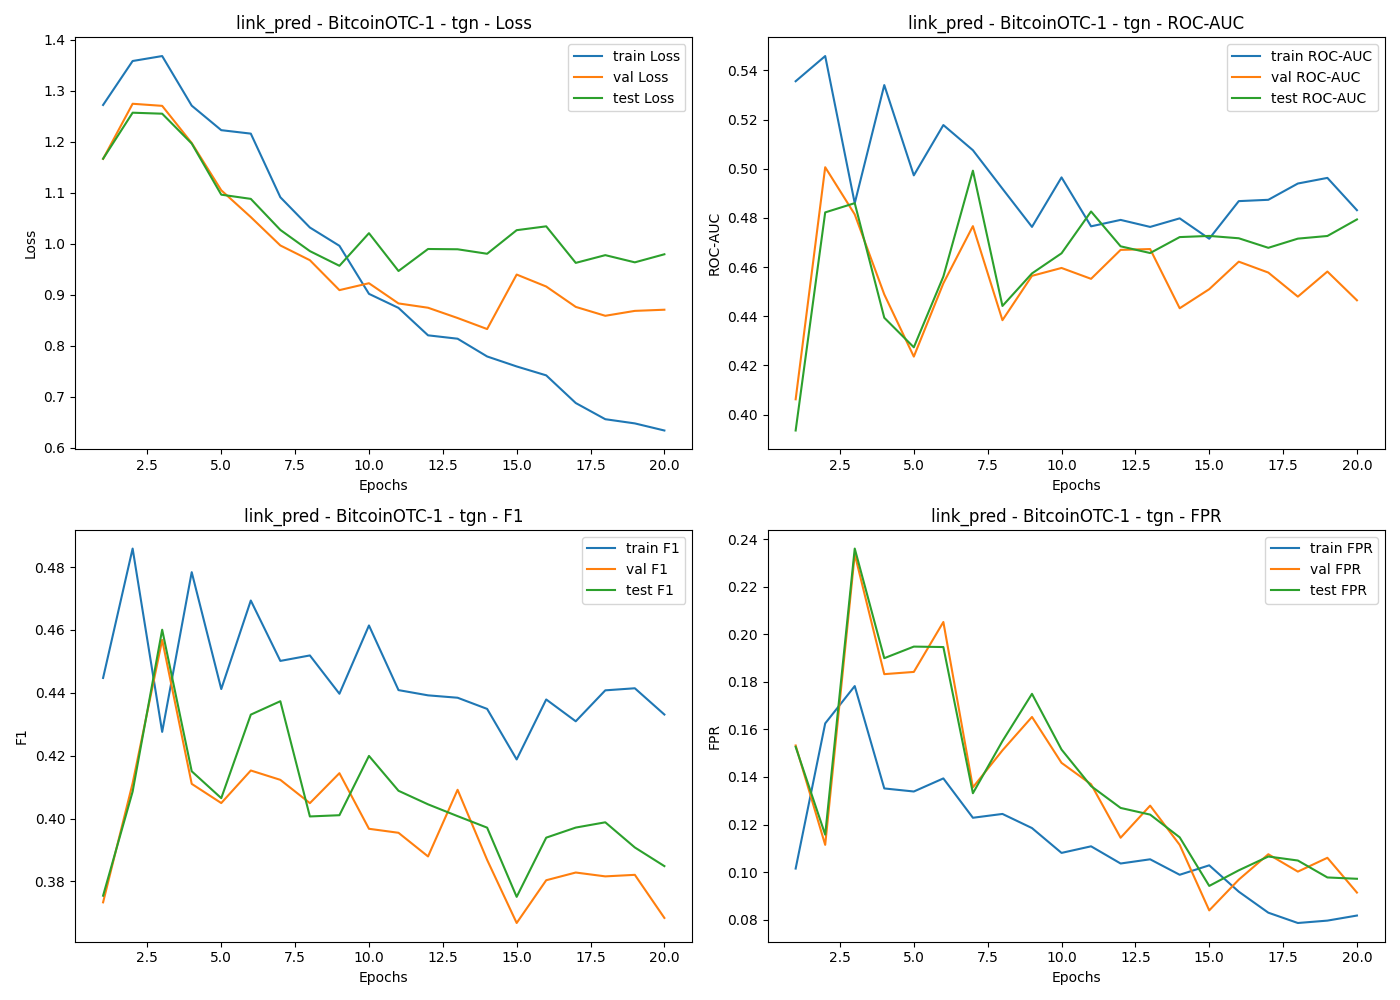 link_pred - BitcoinOTC-1 - tgn - Loss
1.4
1.3
1.2
1.1
1.0
0.9
0.8
0.7
0.6
Loss
train Loss
val Loss
test Loss
2.5 5.0 7.5 10.0 12.5 15.0 17.5 20.0
Epochs
link_pred - BitcoinOTC-1 - tgn - ROC-AUC
0.54
0.52
0.50
0.48
0.46
0.44
0.42
0.40
ROC-AUC
train ROC-AUC
val ROC-AUC
test ROC-AUC
2.5 5.0 7.5 10.0 12.5 15.0 17.5 20.0
Epochs
link_pred - BitcoinOTC-1 - tgn - F1
0.48
0.46
0.44
0.42
0.40
0.38
F1
train F1
val F1
test F1
2.5 5.0 7.5 10.0 12.5 15.0 17.5 20.0
Epochs
link_pred - BitcoinOTC-1 - tgn - FPR
0.24
0.22
0.20
0.18
0.16
0.14
0.12
0.10
0.08
FPR
train FPR
val FPR
test FPR
2.5 5.0 7.5 10.0 12.5 15.0 17.5 20.0
Epochs